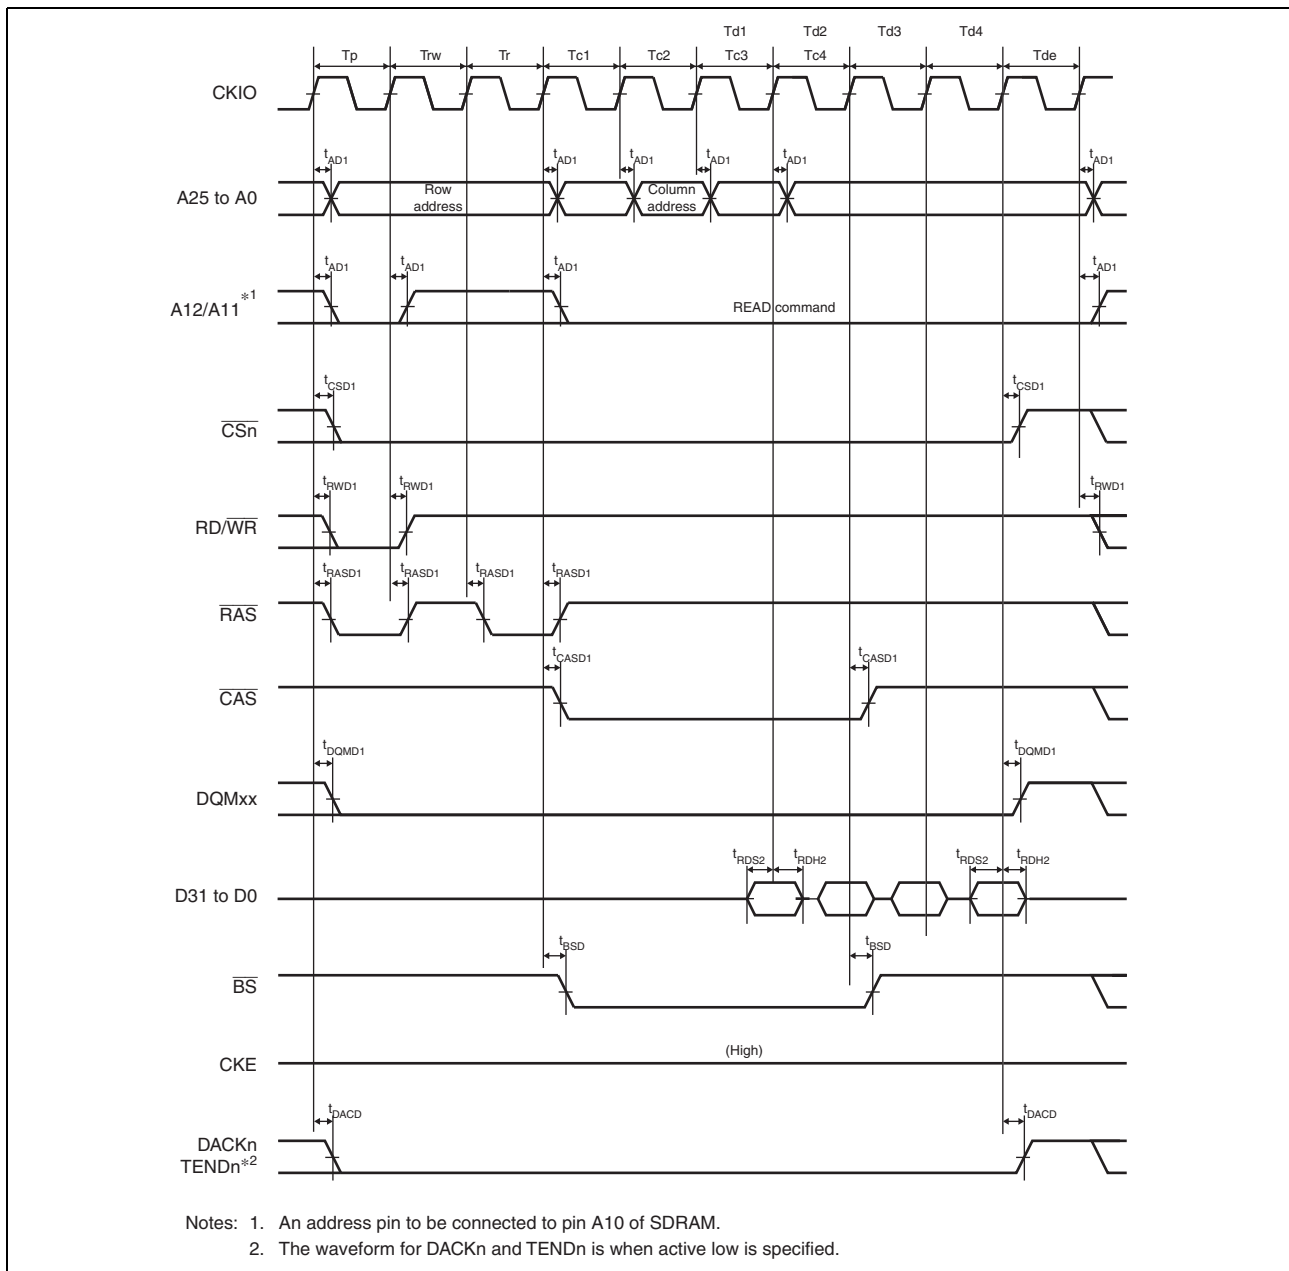 Td1 Td2 Td3 Td4
Tp Trw Tr Tc1 Tc2 Tc3 Tc4 Tde
CKIO
tAD1 tAD1 tAD1 tAD1 tAD1 tAD1
A25 to A0
Row address
Column address
tAD1 tAD1 tAD1 tAD1
A12/A11*1
READ command
tCSD1 tCSD1
CSn
tRWD1 tRWD1 tRWD1
RD/WR
tRASD1 tRASD1 tRASD1 tRASD1
RAS
tCASD1 tCASD1
CAS
tDQMD1 tDQMD1
DQMxx
tRDS2 tRDH2 tRDS2 tRDH2
D31 to D0
tBSD tBSD
BS
(High)
CKE
tDACD tDACD
DACKn
TENDn*2
Notes: 1. An address pin to be connected to pin A10 of SDRAM.
2. The waveform for DACKn and TENDn is when active low is specified.